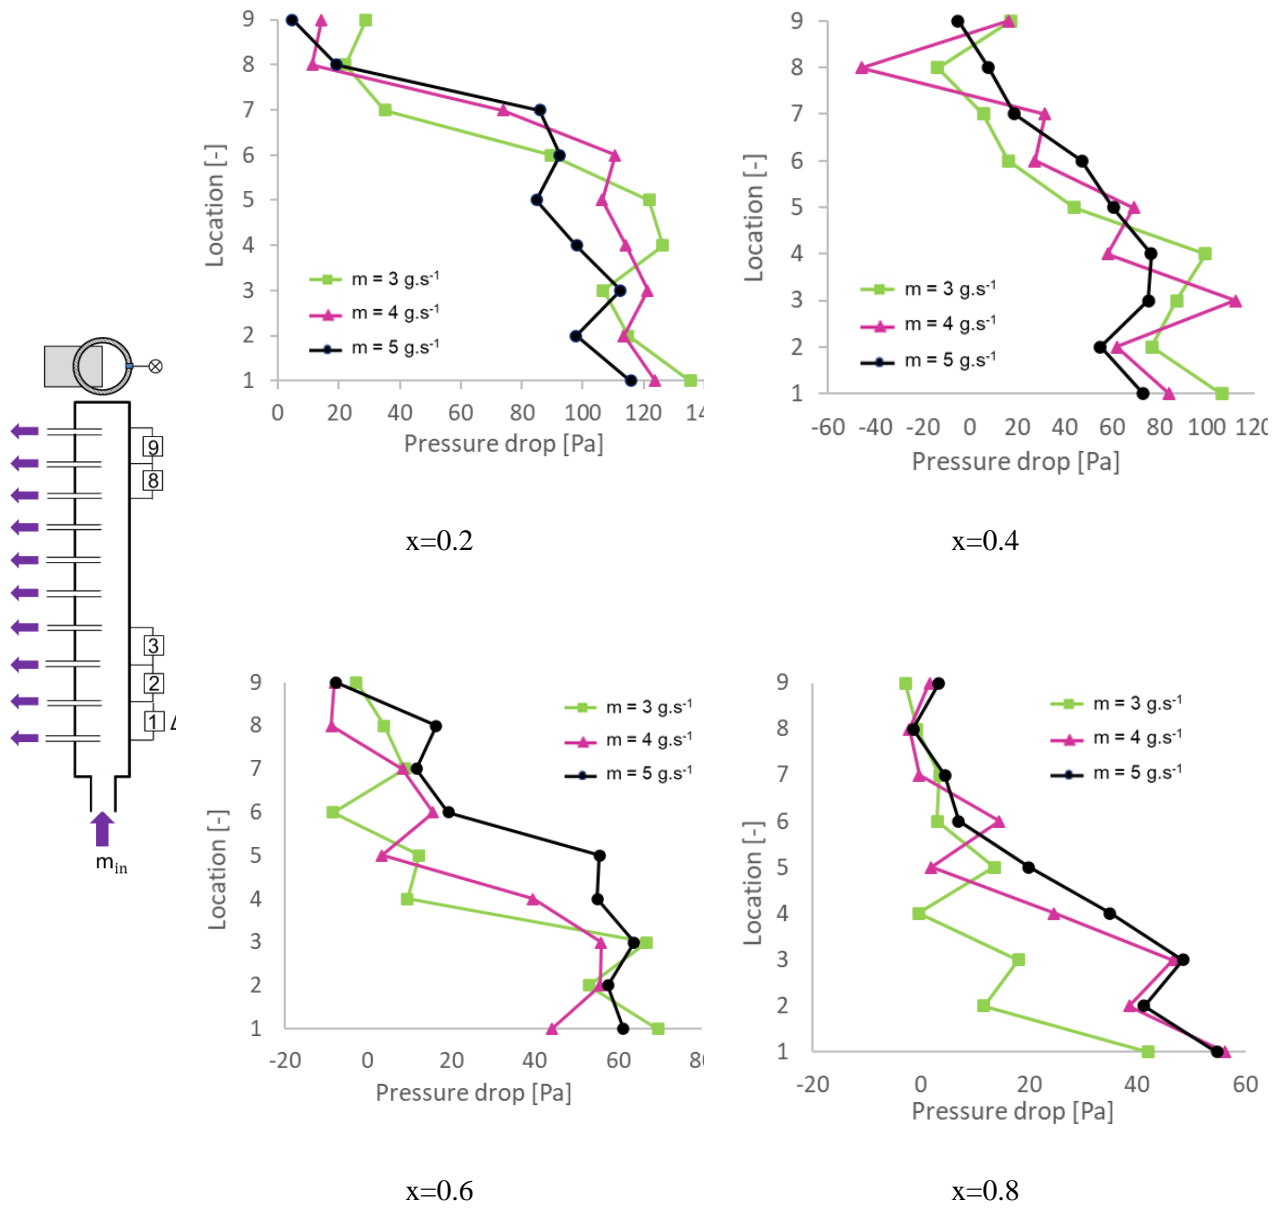 9
8
7
6
5
4
3
2
1
Location [-]
m = 3 g.s-1
m = 4 g.s-1
m = 5 g.s-1
0 20 40 60 80 100 120 14
Pressure drop [Pa]
x=0.2
9
8
7
6
5
4
3
2
1
Location [-]
m = 3 g.s-1
m = 4 g.s-1
m = 5 g.s-1
-60 -40 -20 0 20 40 60 80 100 120
Pressure drop [Pa]
x=0.4
9
8
3
2
1
min
9
8
7
6
5
4
3
2
1
Location [-]
m = 3 g.s-1
m = 4 g.s-1
m = 5 g.s-1
-20 0 20 40 60
Pressure drop [Pa]
x=0.6
9
8
7
6
5
4
3
2
1
Location [-]
m = 3 g.s-1
m = 4 g.s-1
m = 5 g.s-1
-20 0 20 40 60
Pressure drop [Pa]
x=0.8